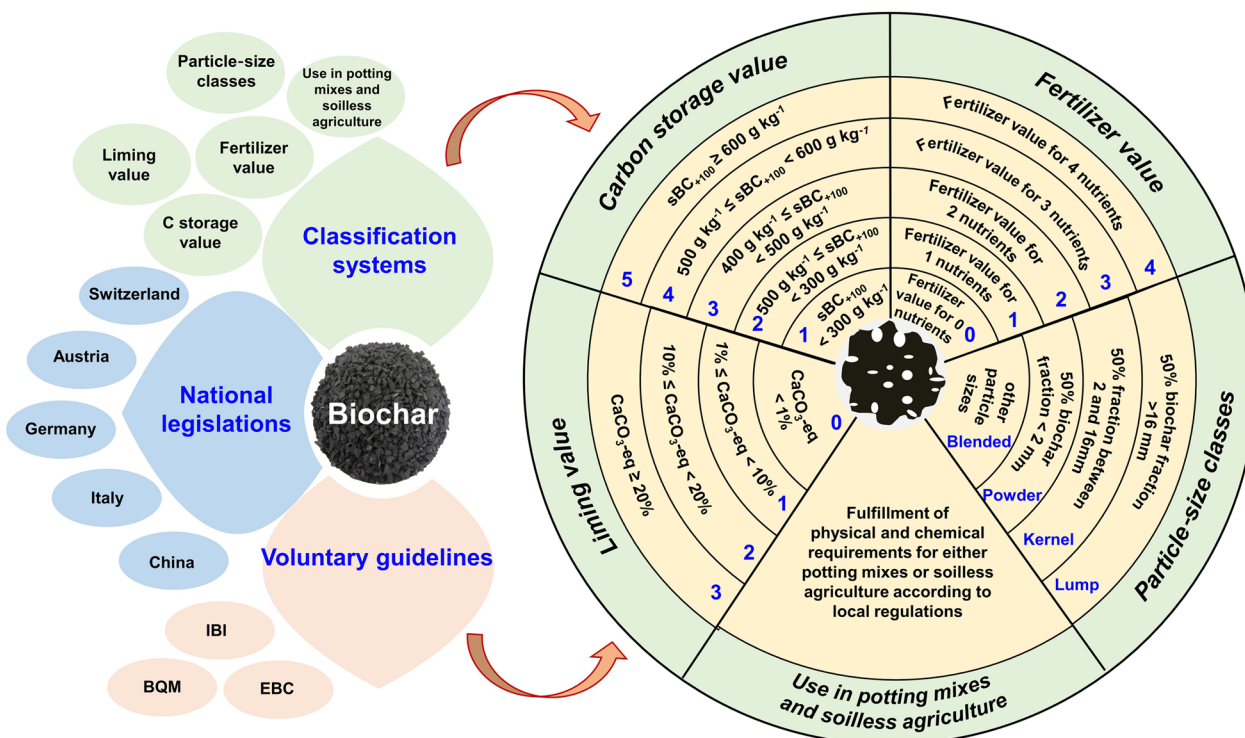 Particle-size
classes
Use in potting
mixes and
soilless
agriculture
Liming
value
Fertilizer
value
C storage
value
Classification
systems
Switzerland
Austria
Germany
Italy
China
National
legislations
Biochar
Voluntary guidelines
IBI
BQM
EBC
Carbon storage value
sBC+100 ≥ 600 g kg-1
500 g kg-1 ≤ sBC+100 < 600 g kg-1
400 g kg-1 ≤ sBC+100
< 500 g kg-1
500 g kg-1 ≤ sBC+100
< 300 g kg-1
sBC+100
< 300 g kg-1
5
4
3
2
1
Fertilizer value
Fertilizer value for 4 nutrients
Fertilizer value for 3 nutrients
Fertilizer value for
2 nutrients
Fertilizer value for
1 nutrients
Fertilizer
value for 0
nutrients
0
1
2
3
4
Particle-size classes
50% biochar fraction
>16 mm
50% fraction between
2 and 16mm
50% biochar
fraction < 2 mm
other
particle
sizes
Blended
Powder
Kernel
Lump
Use in potting mixes
and soilless agriculture
Fulfillment of
physical and chemical
requirements for either
potting mixes or soilless
agriculture according to
local regulations
Liming value
CaCO3-eq ≥ 20%
10% ≤ CaCO3-eq < 20%
1% ≤ CaCO3-eq < 10%
CaCO3-eq
< 1%
0
1
2
3